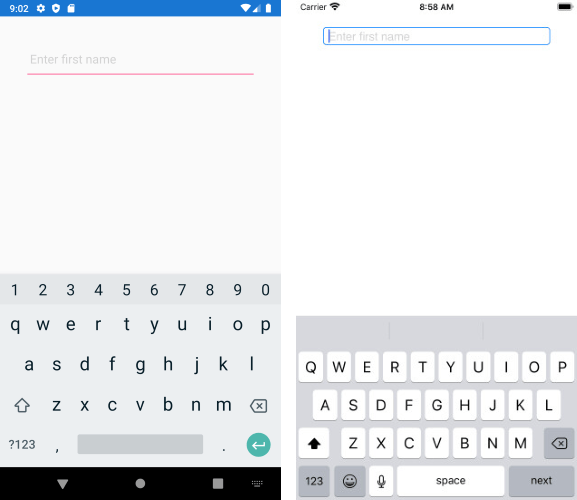 9:02
Enter first name
1 2 3 4 5 6 7 8 9 0
q w e r t y u i o p
a s d f g h j k l
z x c v b n m
?123 , .
Carrier 8:58 AM
Enter first name
Q W E R T Y U I O P
A S D F G H J K L
Z X C V B N M
123 space next